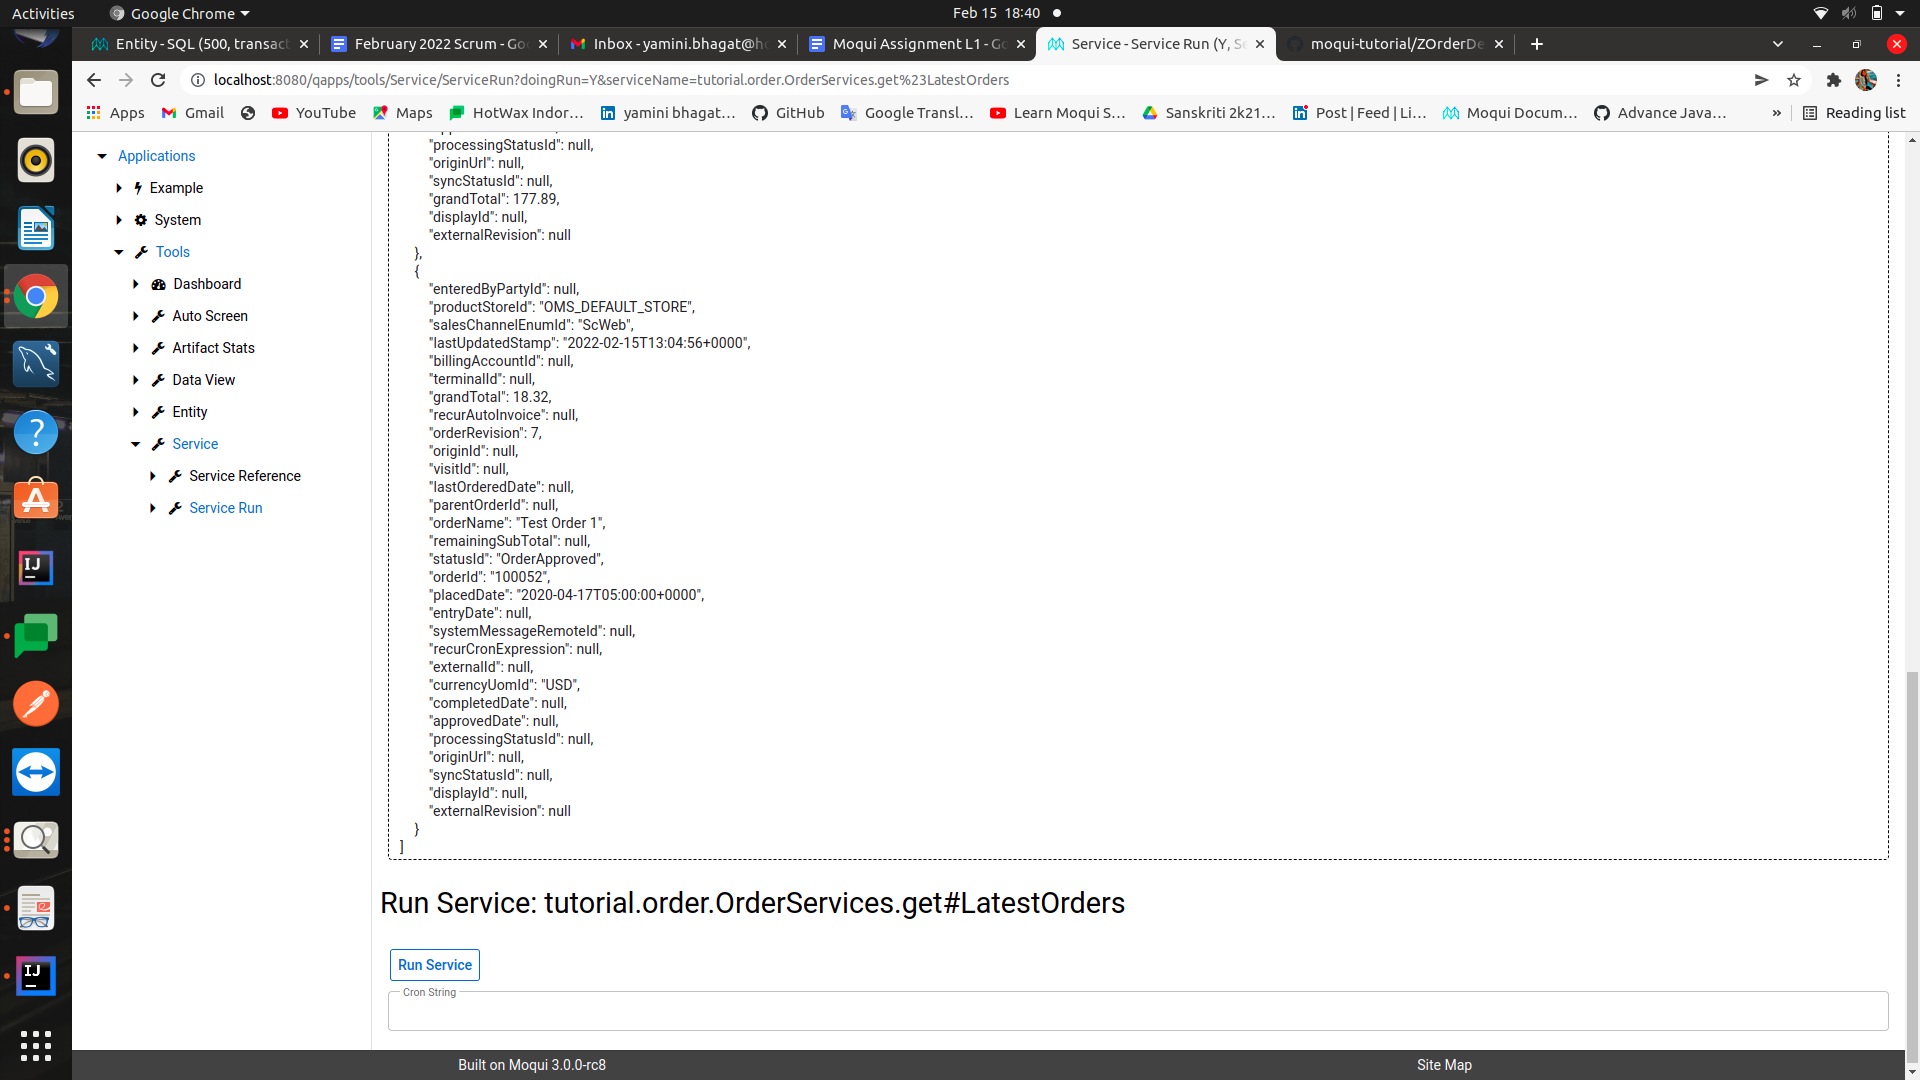 Activities
Google Chrome
Feb 15 18:40
Entity - SQL (500, transact
February 2022 Scrum - Go
Inbox - yamini.bhagat@h
Moqui Assignment L1 - Go
Service - Service Run (Y, S
moqui-tutorial/ZOrderDe
localhost:8080/qapps/tools/Service/ServiceRun?doingRun=Y&serviceName=tutorial.order.OrderServices.get%23LatestOrders
Apps
Gmail
YouTube
Maps
HotWax Indor...
yamini bhagat...
GitHub
Google Transl...
Learn Moqui S...
Sanskriti 2k21...
Post | Feed | Li...
Moqui Docum...
Advance Java...
»
Reading list
Applications
Example
System
Tools
Dashboard
Auto Screen
Artifact Stats
Data View
Entity
Service
Service Reference
Service Run
"processingStatusId": null,
"originUrl": null,
"syncStatusId": null,
"grandTotal": 177.89,
"displayId": null,
"externalRevision": null
},
{
"enteredByPartyId": null,
"productStoreId": "OMS_DEFAULT_STORE",
"salesChannelEnumId": "ScWeb",
"lastUpdatedStamp": "2022-02-15T13:04:56+0000",
"billingAccountId": null,
"terminalId": null,
"grandTotal": 18.32,
"recurAutoInvoice": null,
"orderRevision": 7,
"originId": null,
"visitId": null,
"lastOrderedDate": null,
"parentOrderId": null,
"orderName": "Test Order 1",
"remainingSubTotal": null,
"statusId": "OrderApproved",
"orderId": "100052",
"placedDate": "2020-04-17T05:00:00+0000",
"entryDate": null,
"systemMessageRemoteId": null,
"recurCronExpression": null,
"externalId": null,
"currencyUomId": "USD",
"completedDate": null,
"approvedDate": null,
"processingStatusId": null,
"originUrl": null,
"syncStatusId": null,
"displayId": null,
"externalRevision": null
}
]
Run Service: tutorial.order.OrderServices.get#LatestOrders
Run Service
Cron String
Built on Moqui 3.0.0-rc8
Site Map